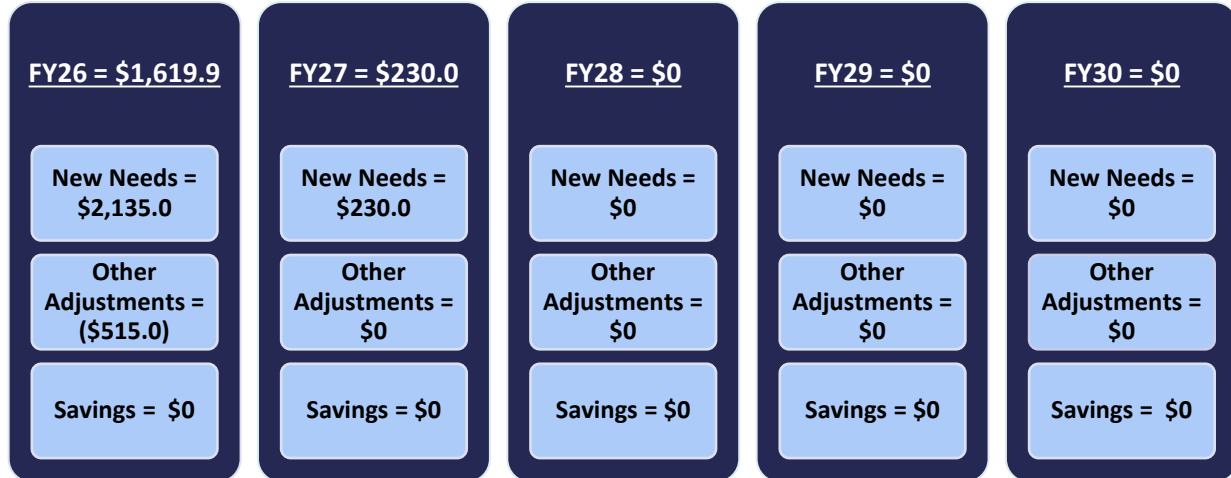 FY26 = $1,619.9
New Needs =
$2,135.0
Other
Adjustments =
($515.0)
Savings =  $0
FY27 = $230.0
New Needs =
$230.0
Other
Adjustments =
$0
Savings = $0
FY28 = $0
New Needs =
$0
Other
Adjustments =
$0
Savings = $0
FY29 = $0
New Needs =
$0
Other
Adjustments =
$0
Savings = $0
FY30 = $0
New Needs =
$0
Other
Adjustments =
$0
Savings =  $0